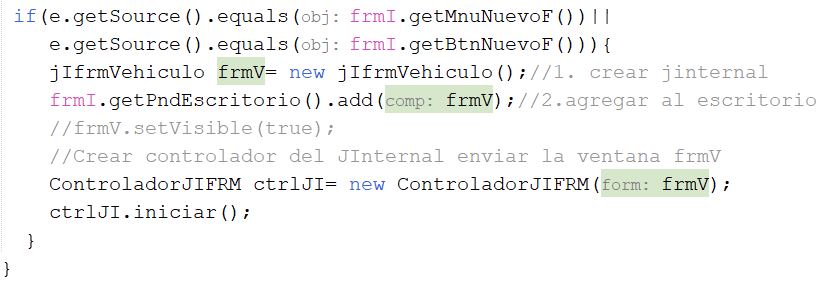 if(e.getSource().equals(obj: frmI.getMnuNuevoF())||
e.getSource().equals(obj: frmI.getBtnNuevoF())){
jIfrmVehiculo frmV= new jIfrmVehiculo();//1. crear jinternal
frmI.getPndEscritorio().add(comp: frmV);//2.agregar al escritorio
//frmV.setVisible(true);
//Crear controlador del JInternal enviar la ventana frmV
ControladorJIFRM ctrlJI= new ControladorJIFRM(form: frmV);
ctrlJI.iniciar();
}
}